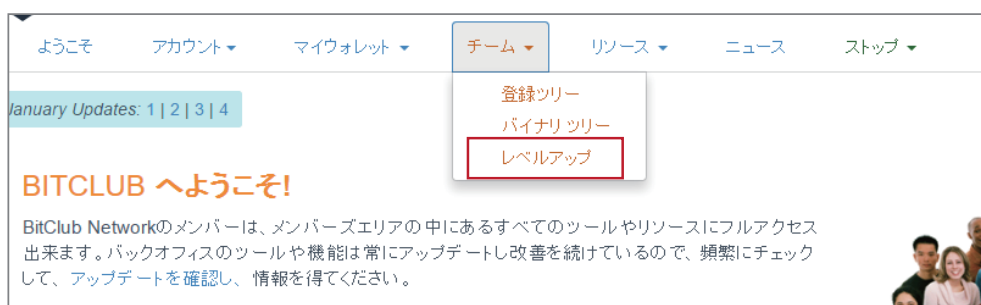 ようこそ アカウント マイウォレット チーム リソース ニュース ストップ
登録ツリー
January Updates: 1 | 2 | 3 | 4
バイナリ ツリー
レベルアップ
BITCLUB へようこそ!
BitClub Networkのメンバーは、メンバーズエリアの中にあるすべてのツールやリソースにフルアクセス
出来ます。バックオフィスのツールや機能は常にアップデートし改善を続けているので、頻繁にチェック
して、アップデートを確認し、情報を得てください。